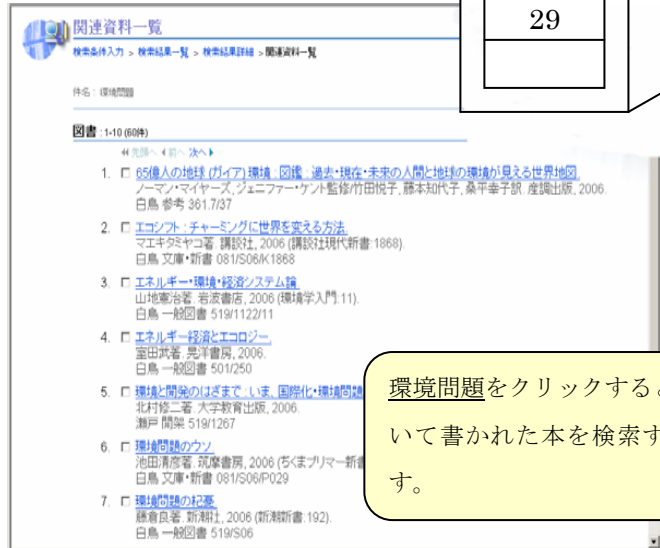 関連資料一覧
検索条件入力 > 検索結果一覧 > 検索結果詳細 > 関連資料一覧
29
件名 : 環境問題
図書 : 1-10 (60件)
先頭へ 前へ 次へ
1. 65億人の地球(ガイア)環境 : 図鑑 : 過去・現在・未来の人間と地球の環境が見える世界地図.
ノーマン・マイヤーズ, ジェニファー・ケント監修/竹田悦子, 藤本知代子, 桑平幸子訳. 産調出版, 2006.
白鳥 参考 361.7/37
2. エコシフト : チャーミングに世界を変える方法.
マエキタミヤコ著. 講談社, 2006 (講談社現代新書:1868).
白鳥 文庫・新書 081/S06/K1868
3. エネルギー・環境・経済システム論.
山地憲治著. 岩波書店, 2006 (環境学入門:11).
白鳥 一般図書 519/1122/11
4. エネルギー経済とエコロジー.
室田武著. 晃洋書房, 2006.
白鳥 一般図書 501/250
5. 環境と開発のはざまで : いま、国際化・環境問題
北村修二著. 大学教育出版, 2006.
瀬戸 開架 519/1267
6. 環境問題のウソ.
池田清彦著. 筑摩書房, 2006 (ちくまプリマー新書
白鳥 文庫・新書 081/S06/P029
7. 環境問題の杞憂.
藤倉良著. 新潮社, 2006 (新潮新書:192).
白鳥 一般図書 519/S06
環境問題をクリックする
いて書かれた本を検索す
す。